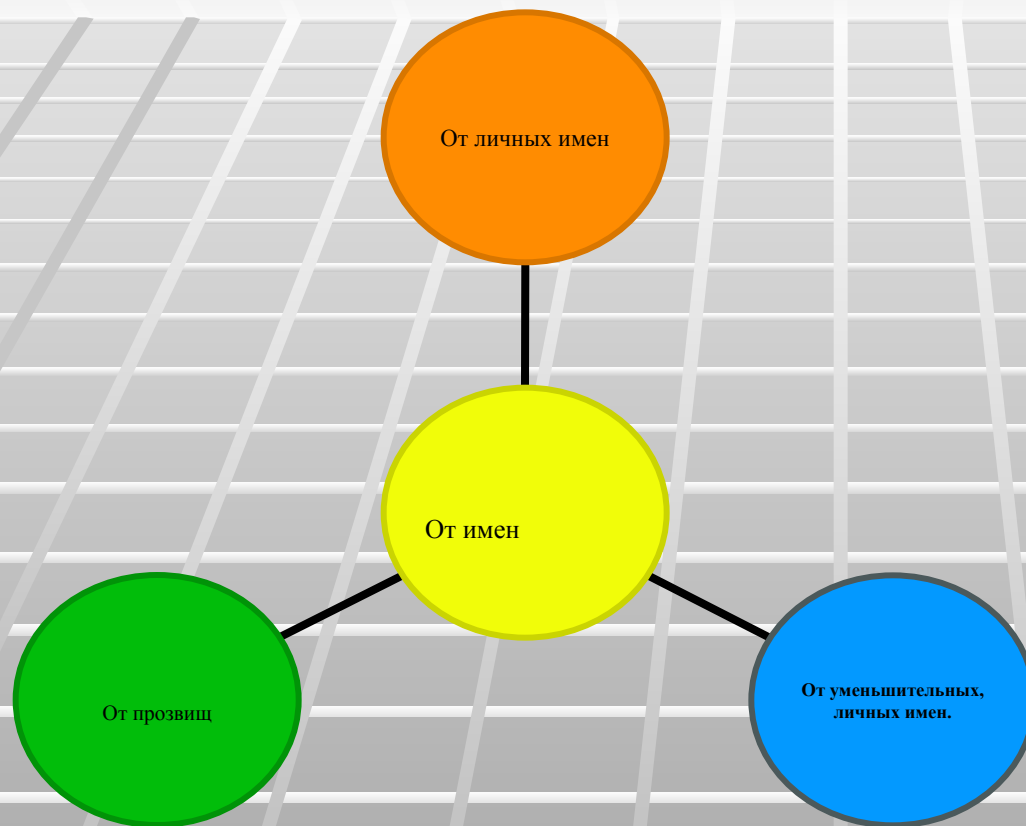 От личных имен
От имен
От прозвищ
От уменьшительных,
личных имен.